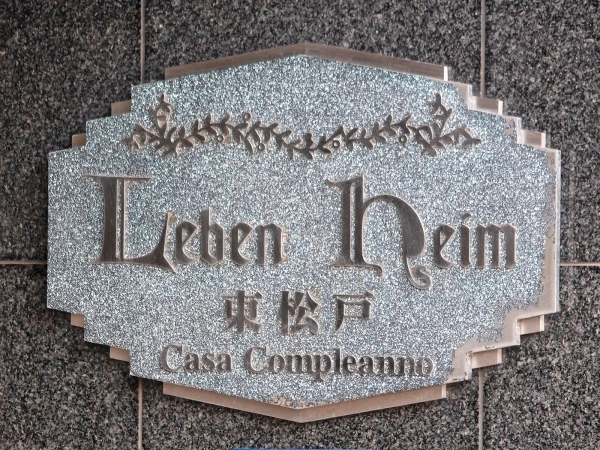 Leben Heim
東松戸
Casa Compleanno